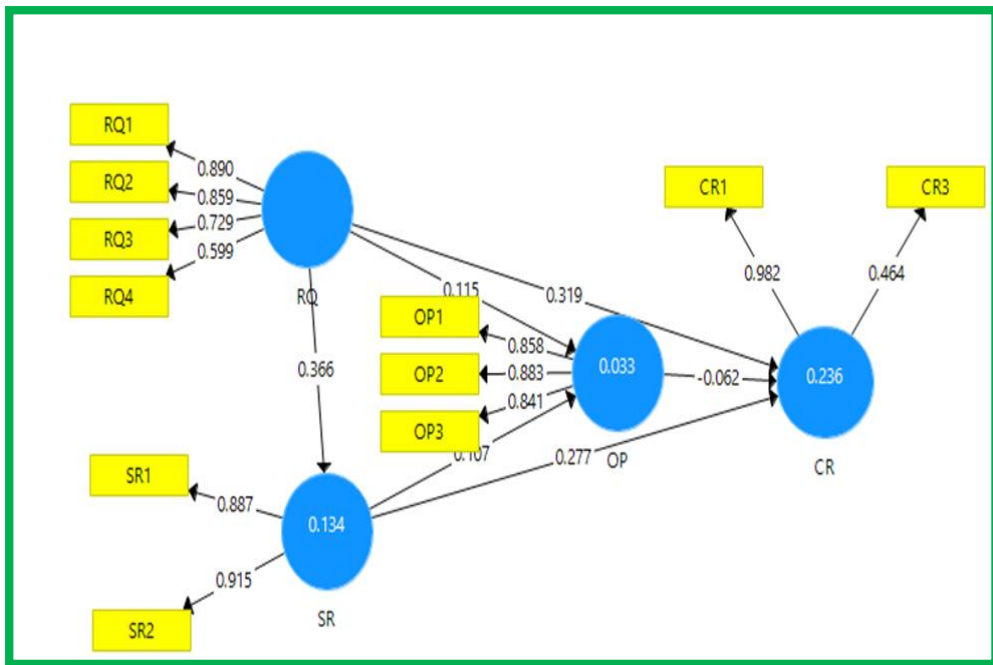 RQ1
0.890
RQ2
0.859
RQ3
0.729
0.599
RQ4
RQ
CR1
CR3
0.982
0.464
0.115
0.319
OP1
0.858
OP2
0.883
0.033
-0.062
0.236
OP3
0.841
0.366
0.107
0.277
OP
CR
SR1
0.887
0.134
0.915
SR
SR2